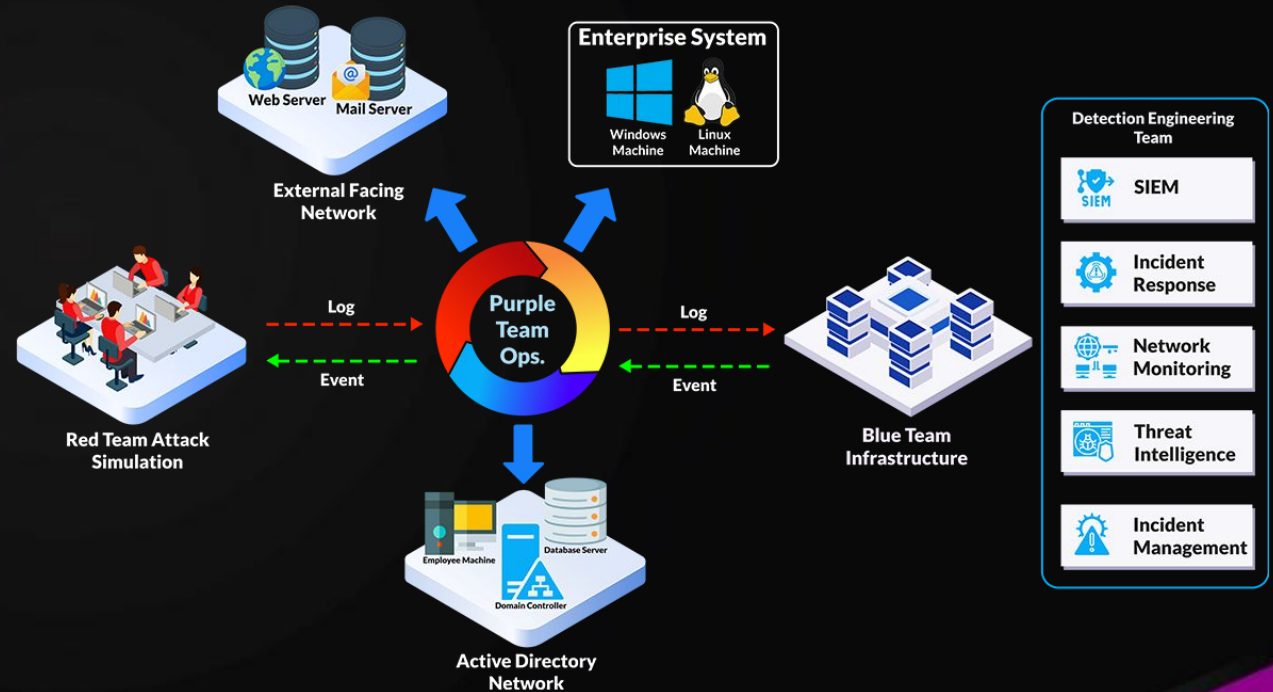 Web Server
Mail Server
@
External Facing
Network
Enterprise System
Windows
Machine
Linux
Machine
Detection Engineering
Team
SIEM
SIEM
Incident
Response
Network
Monitoring
Threat
Intelligence
Incident
Management
Red Team Attack
Simulation
Log
Event
Purple
Team
Ops.
Log
Event
Blue Team
Infrastructure
Employee Machine
Database Server
Domain Controller
Active Directory
Network